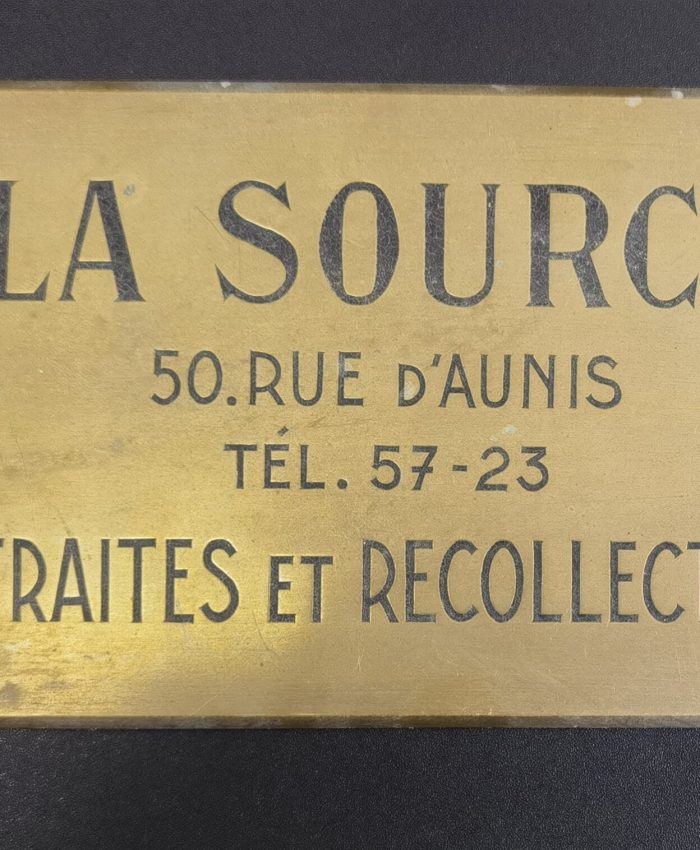 LA SOURC
50. RUE D'AUNIS
TÉL. 57-23
TRAITES ET RECOLLECT